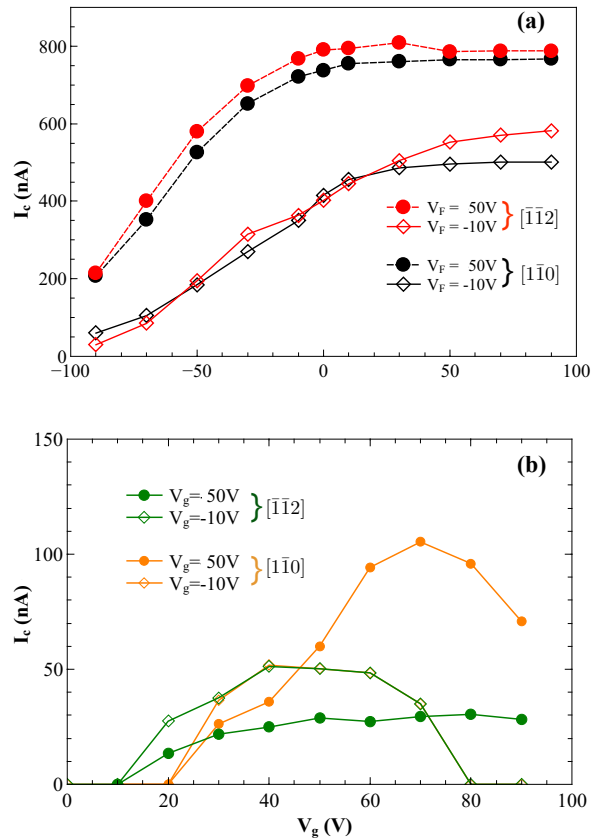 (a)
800
600
400
200
0
I_c (nA)
V_F = 50V
V_F = -10V
} [1̄1̄2]
V_F = 50V
V_F = -10V
} [11̄0]
−100 −50 0 50 100
(b)
150
100
50
0
I_c (nA)
V_g= 50V
V_g=-10V
} [1̄1̄2]
V_g= 50V
V_g=-10V
} [11̄0]
0 20 40 60 80 100
V_g (V)